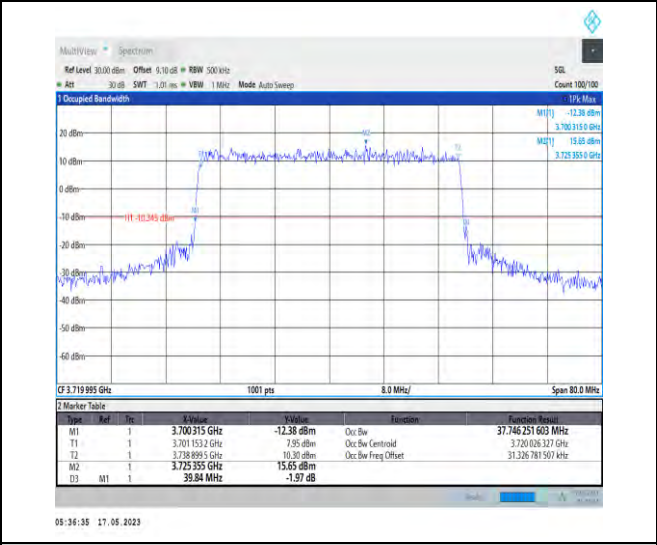 MultiView Spectrum
Ref Level 30.00 dBm Offset 9.10 dB RBW 500 kHz SGL
Att 30 dB SWT 1.01 ms VBW 1 MHz Mode Auto Sweep Count 100/100
1 Occupied Bandwidth 1Pk Max
M1[1] -12.38 dBm
3.700 315 0 GHz
M2[1] 15.65 dBm
3.725 355 0 GHz
20 dBm
10 dBm
0 dBm
-10 dBm
H1 -10.345 dBm
-20 dBm
-30 dBm
-40 dBm
-50 dBm
-60 dBm
M2
T1
T2
M1
D3
CF 3.719 995 GHz 1001 pts 8.0 MHz/ Span 80.0 MHz
2 Marker Table
Type Ref Trc X-Value Y-Value Function Function Result
M1 1 3.700315 GHz -12.38 dBm Occ Bw 37.746 251 603 MHz
T1 1 3.701 153 2 GHz 7.95 dBm Occ Bw Centroid 3.720 026 327 GHz
T2 1 3.738 899 5 GHz 10.30 dBm Occ Bw Freq Offset 31.326 781 507 kHz
M2 1 3.725 355 GHz 15.65 dBm
D3 M1 1 39.84 MHz -1.97 dB
Ready
05:36:35 17.05.2023